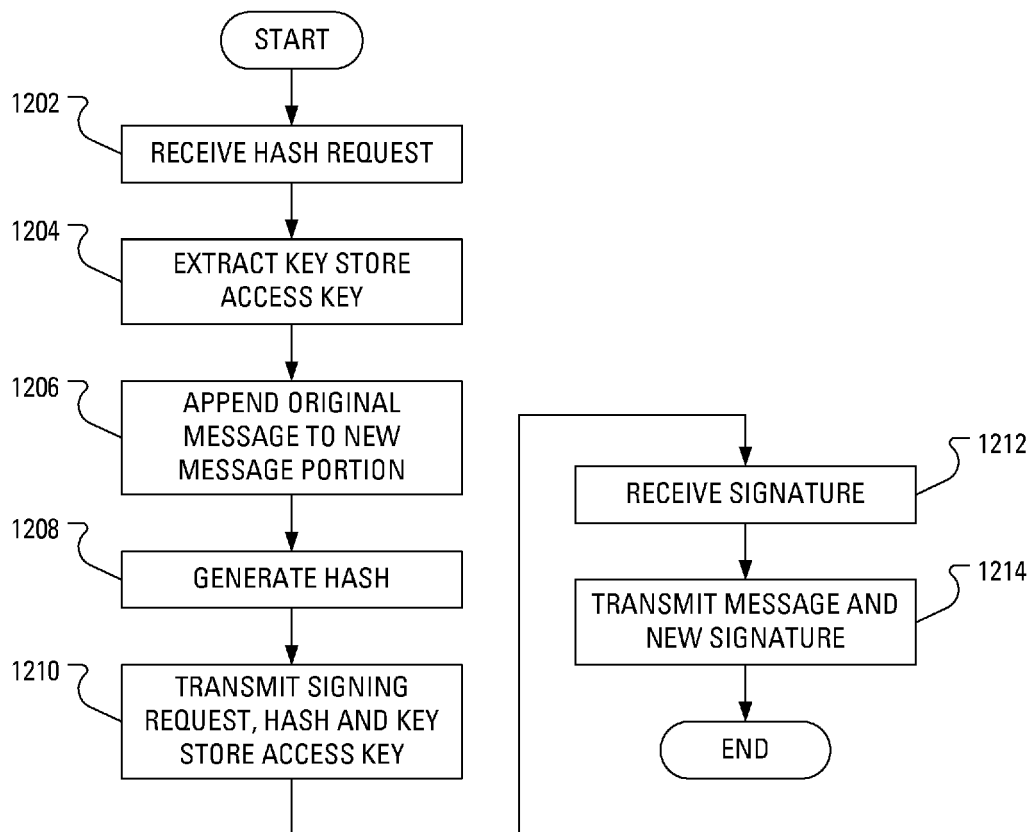 START
1202
RECEIVE HASH REQUEST
1204
EXTRACT KEY STORE
ACCESS KEY
1206
APPEND ORIGINAL
MESSAGE TO NEW
MESSAGE PORTION
1208
GENERATE HASH
1210
TRANSMIT SIGNING
REQUEST, HASH AND KEY
STORE ACCESS KEY
1212
RECEIVE SIGNATURE
1214
TRANSMIT MESSAGE AND
NEW SIGNATURE
END